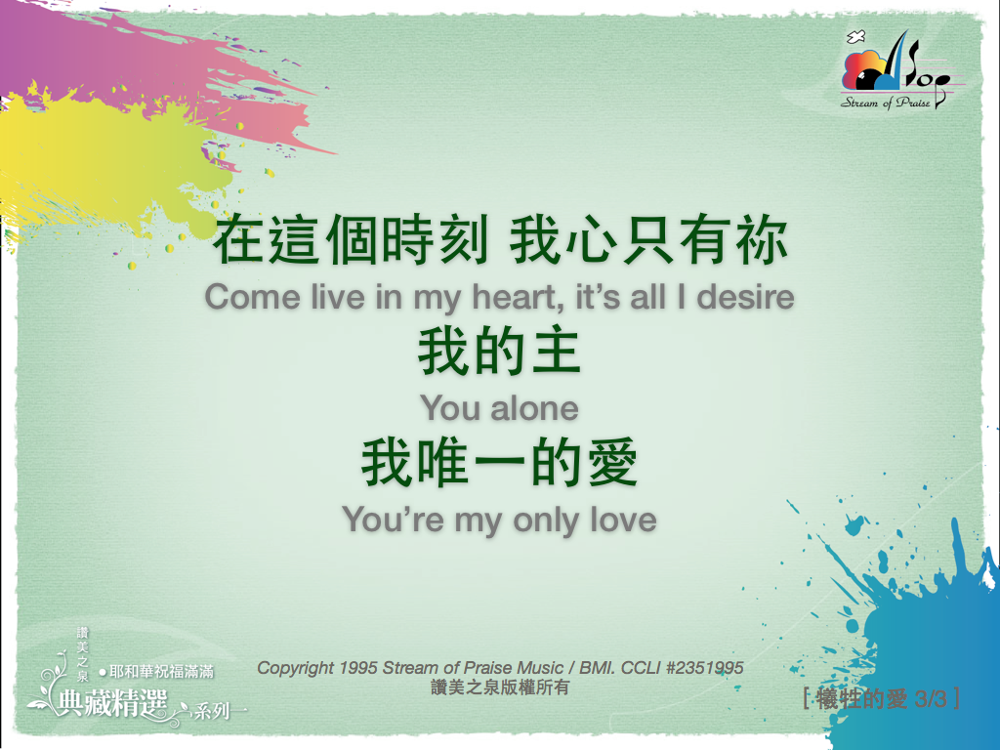 Sop
Stream of Praise
在這個時刻 我心只有祢
Come live in my heart, it’s all I desire
我的主
You alone
我唯一的愛
You’re my only love
讚美之泉
●耶和華祝福滿滿
典藏精選 系列一
Copyright 1995 Stream of Praise Music / BMI. CCLI #2351995
讚美之泉版權所有
[ 犧牲的愛 3/3 ]